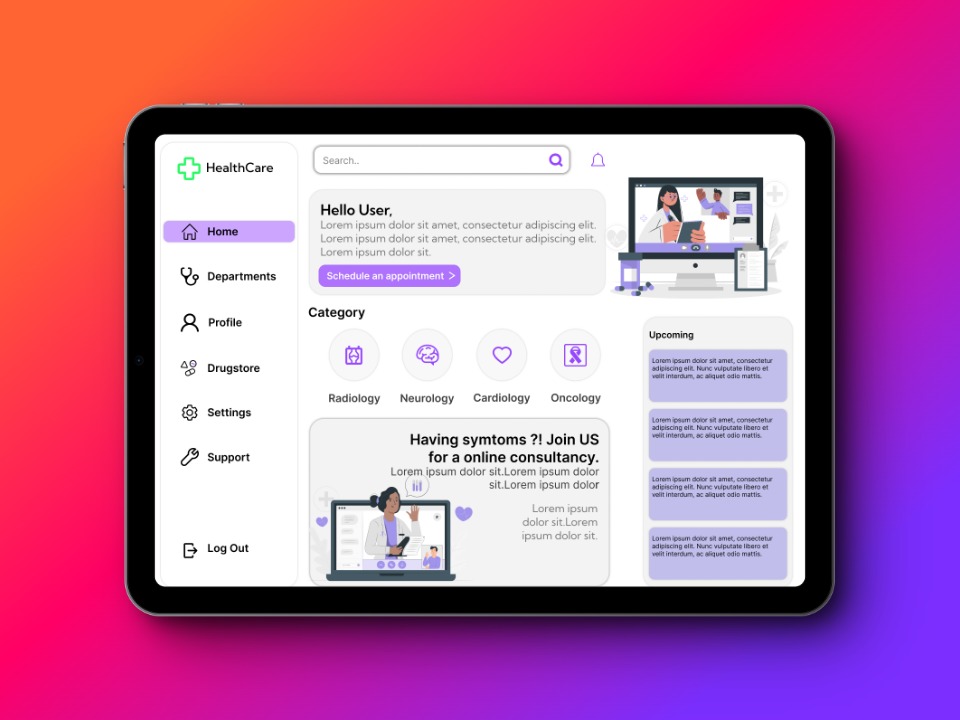 HealthCare
Home
Departments
Profile
Drugstore
Settings
Support
Log Out
Search..
Hello User,
Lorem ipsum dolor sit amet, consectetur adipiscing elit.
Lorem ipsum dolor sit amet, consectetur adipiscing elit.
Lorem ipsum dolor sit.
Schedule an appointment >
Category
Radiology
Neurology
Cardiology
Oncology
Having symtoms ?! Join US
for a online consultancy.
Lorem ipsum dolor sit.Lorem ipsum dolor
sit.Lorem ipsum dolor
Lorem ipsum
dolor sit.Lorem
ipsum dolor sit.
Upcoming
Lorem ipsum dolor sit amet, consectetur
adipiscing elit. Nunc vulputate libero et
velit interdum, ac aliquet odio mattis.
Lorem ipsum dolor sit amet, consectetur
adipiscing elit. Nunc vulputate libero et
velit interdum, ac aliquet odio mattis.
Lorem ipsum dolor sit amet, consectetur
adipiscing elit. Nunc vulputate libero et
velit interdum, ac aliquet odio mattis.
Lorem ipsum dolor sit amet, consectetur
adipiscing elit. Nunc vulputate libero et
velit interdum, ac aliquet odio mattis.